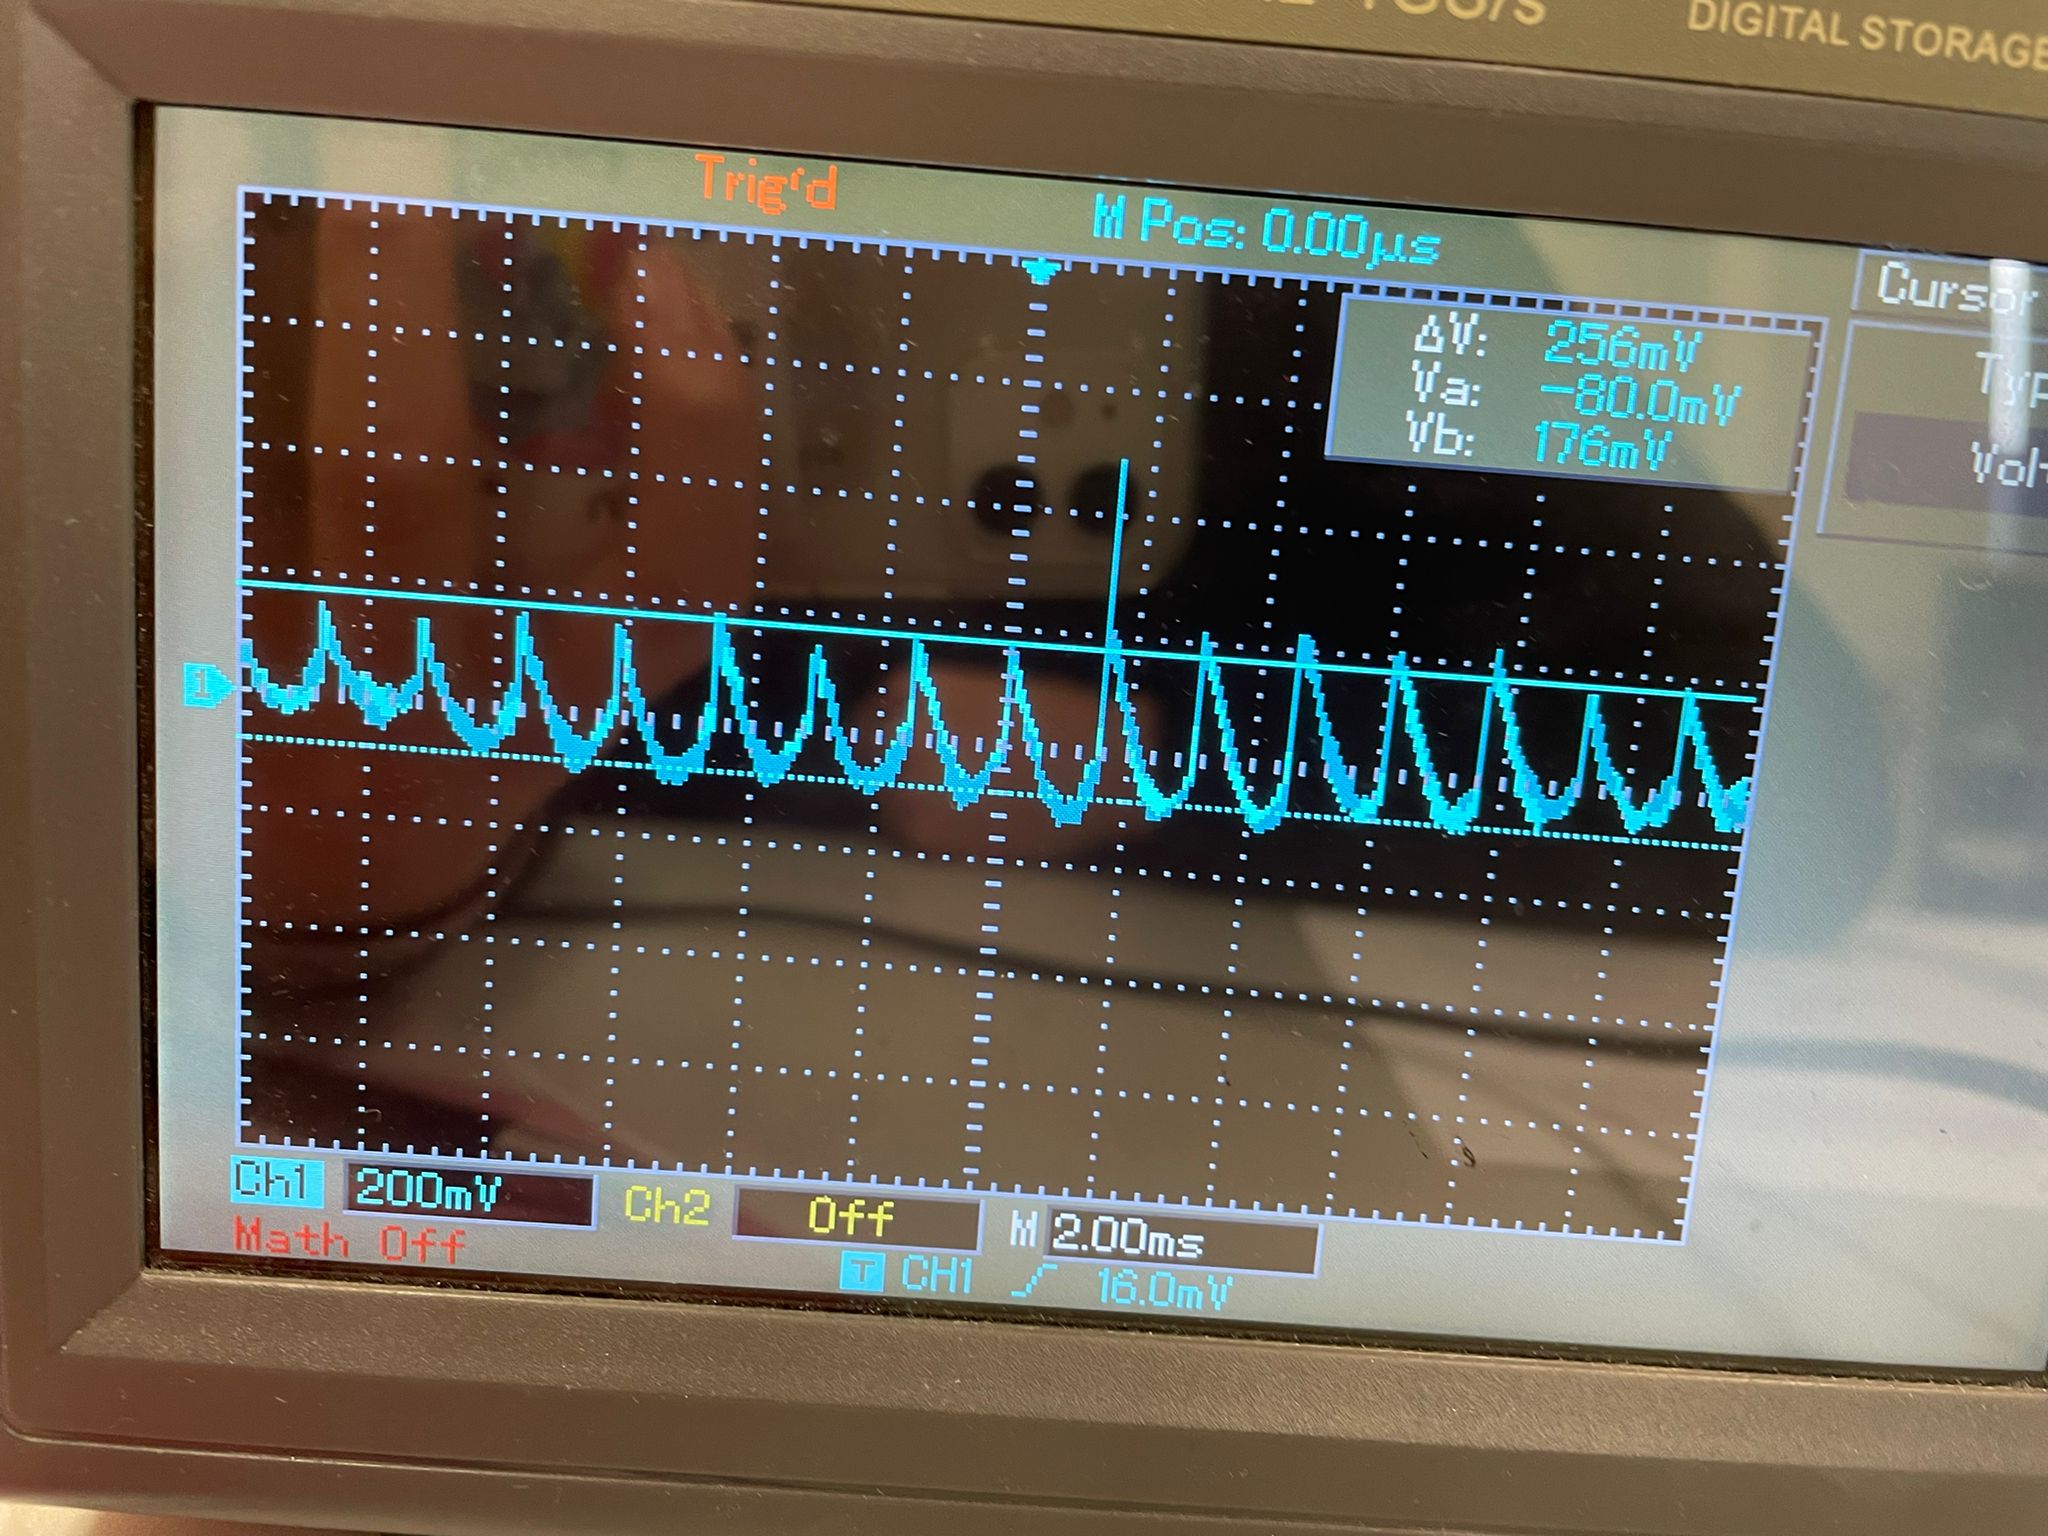 DIGITAL STORAGE
Trig'd
M Pos: 0.00µs
Cursor
ΔV: 256mV
Va: -80.0mV
Vb: 176mV
1
Ch1 200mV Ch2 Off M 2.00ms
Math Off
T CH1 16.0mV